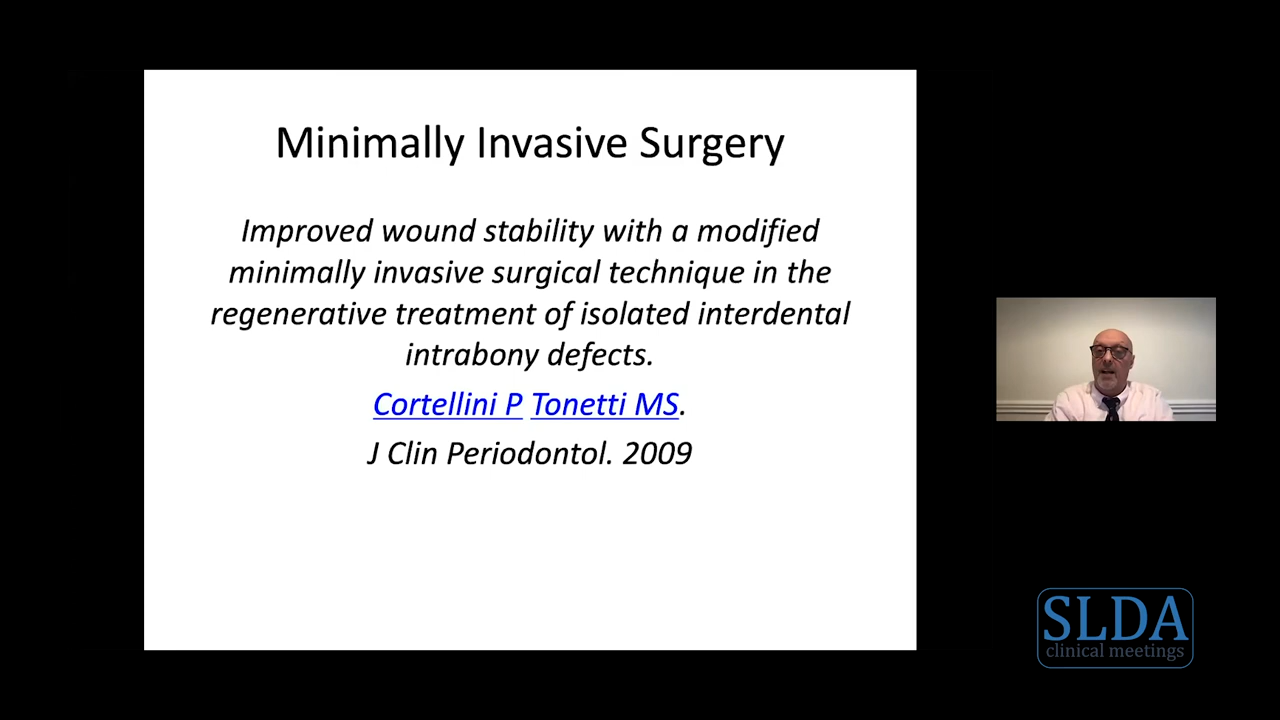 Minimally Invasive Surgery
Improved wound stability with a modified
minimally invasive surgical technique in the
regenerative treatment of isolated interdental
intrabony defects.
Cortellini P Tonetti MS.
J Clin Periodontol. 2009
SLDA
clinical meetings